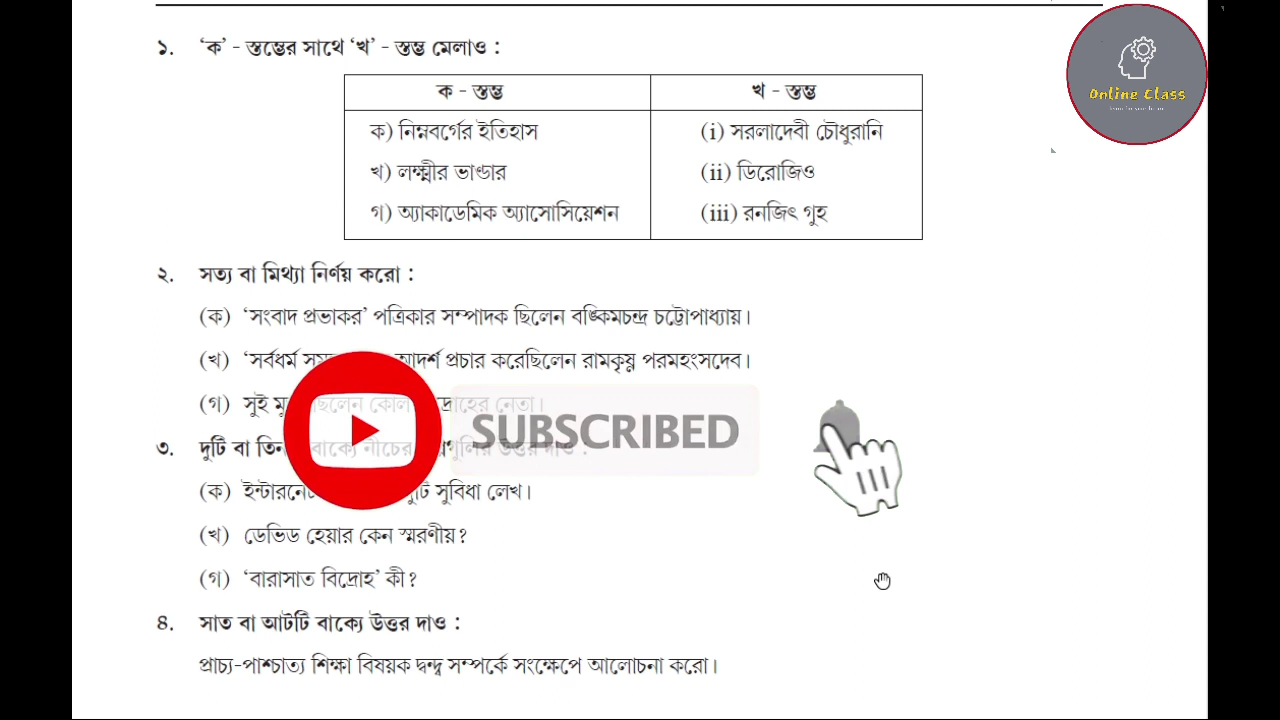 ১. ‘ক’ - স্তম্ভের সাথে ‘খ’ - স্তম্ভ মেলাও :
Online Class
ক - স্তম্ভ খ - স্তম্ভ
ক) নিম্নবর্গের ইতিহাস (i) সরলাদেবী চৌধুরানি
খ) লক্ষ্মীর ভাণ্ডার (ii) ডিরোজিও
গ) অ্যাকাডেমিক অ্যাসোসিয়েশন (iii) রনজিৎ গুহ
২. সত্য বা মিথ্যা নির্ণয় করো :
(ক) ‘সংবাদ প্রভাকর’ পত্রিকার সম্পাদক ছিলেন বঙ্কিমচন্দ্র চট্টোপাধ্যায়।
(খ) ‘সর্বধর্ম আদর্শ প্রচার করেছিলেন রামকৃষ্ণ পরমহংসদেব।
(গ) সুই ছিলেন কোল নেতা।
SUBSCRIBED
৩. দুটি বা বাক্যে নীচের উত্তর দাও :
(ক) সুবিধা লেখ।
(খ) ডেভিড হেয়ার কেন স্মরণীয়?
(গ) ‘বারাসাত বিদ্রোহ’ কী?
৪. সাত বা আটটি বাক্যে উত্তর দাও :
প্রাচ্য-পাশ্চাত্য শিক্ষা বিষয়ক দ্বন্দ্ব সম্পর্কে সংক্ষেপে আলোচনা করো।